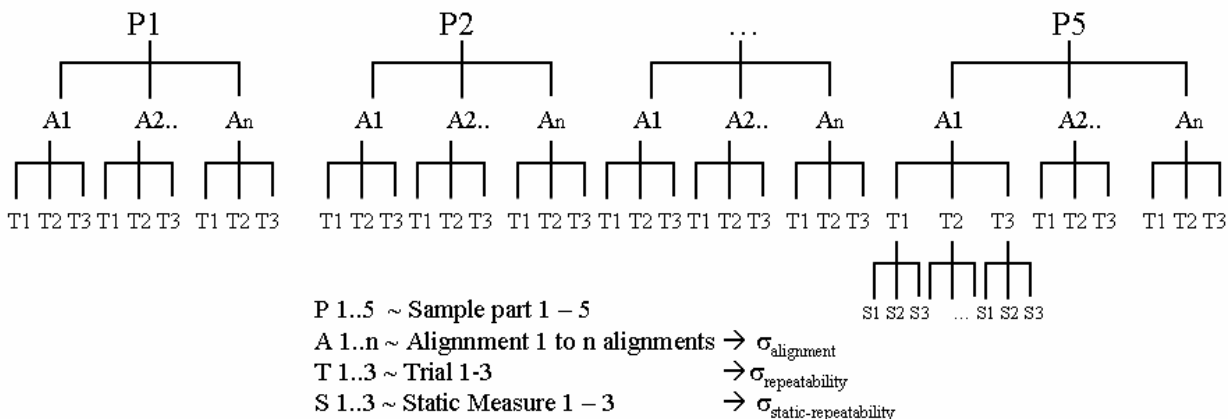 P1 P2 ... P5
A1 A2.. An A1 A2.. An A1 A2.. An A1 A2.. An
T1 T2 T3 T1 T2 T3 T1 T2 T3 T1 T2 T3 T1 T2 T3 T1 T2 T3 T1 T2 T3 T1 T2 T3 T1 T2 T3 T1 T2 T3 T1 T2 T3 T1 T2 T3
S1 S2 S3 ... S1 S2 S3
P 1..5 ~ Sample part 1 – 5
A 1..n ~ Alignnment 1 to n alignments → σalignment
T 1..3 ~ Trial 1-3 → σrepeatability
S 1..3 ~ Static Measure 1 – 3 → σstatic-repeatability